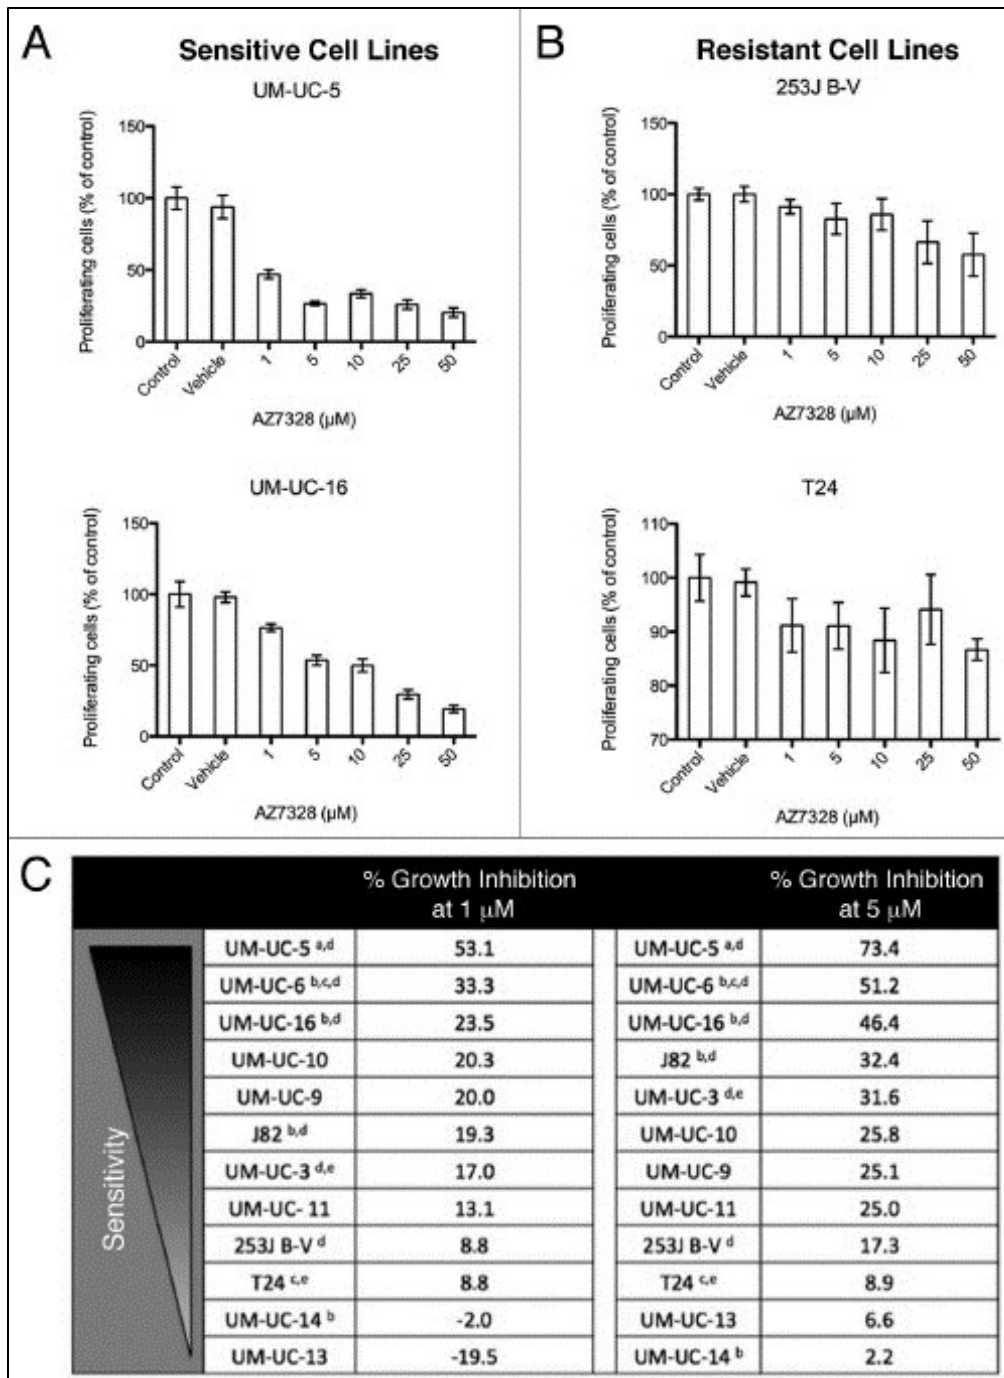 A
Sensitive Cell Lines
UM-UC-5
Proliferating cells (% of control)
150
100
50
0
Control
Vehicle
1
5
10
25
50
AZ7328 (µM)
UM-UC-16
Proliferating cells (% of control)
150
100
50
0
Control
Vehicle
1
5
10
25
50
AZ7328 (µM)
B
Resistant Cell Lines
253J B-V
Proliferating cells (% of control)
150
100
50
0
Control
Vehicle
1
5
10
25
50
AZ7328 (µM)
T24
Proliferating cells (% of control)
110
100
90
80
70
Control
Vehicle
1
5
10
25
50
AZ7328 (µM)
C
% Growth Inhibition
at 1 µM
% Growth Inhibition
at 5 µM
Sensitivity
UM-UC-5 a,d 53.1 UM-UC-5 a,d 73.4
UM-UC-6 b,c,d 33.3 UM-UC-6 b,c,d 51.2
UM-UC-16 b,d 23.5 UM-UC-16 b,d 46.4
UM-UC-10 20.3 J82 b,d 32.4
UM-UC-9 20.0 UM-UC-3 d,e 31.6
J82 b,d 19.3 UM-UC-10 25.8
UM-UC-3 d,e 17.0 UM-UC-9 25.1
UM-UC- 11 13.1 UM-UC-11 25.0
253J B-V d 8.8 253J B-V d 17.3
T24 c,e 8.8 T24 c,e 8.9
UM-UC-14 b -2.0 UM-UC-13 6.6
UM-UC-13 -19.5 UM-UC-14 b 2.2